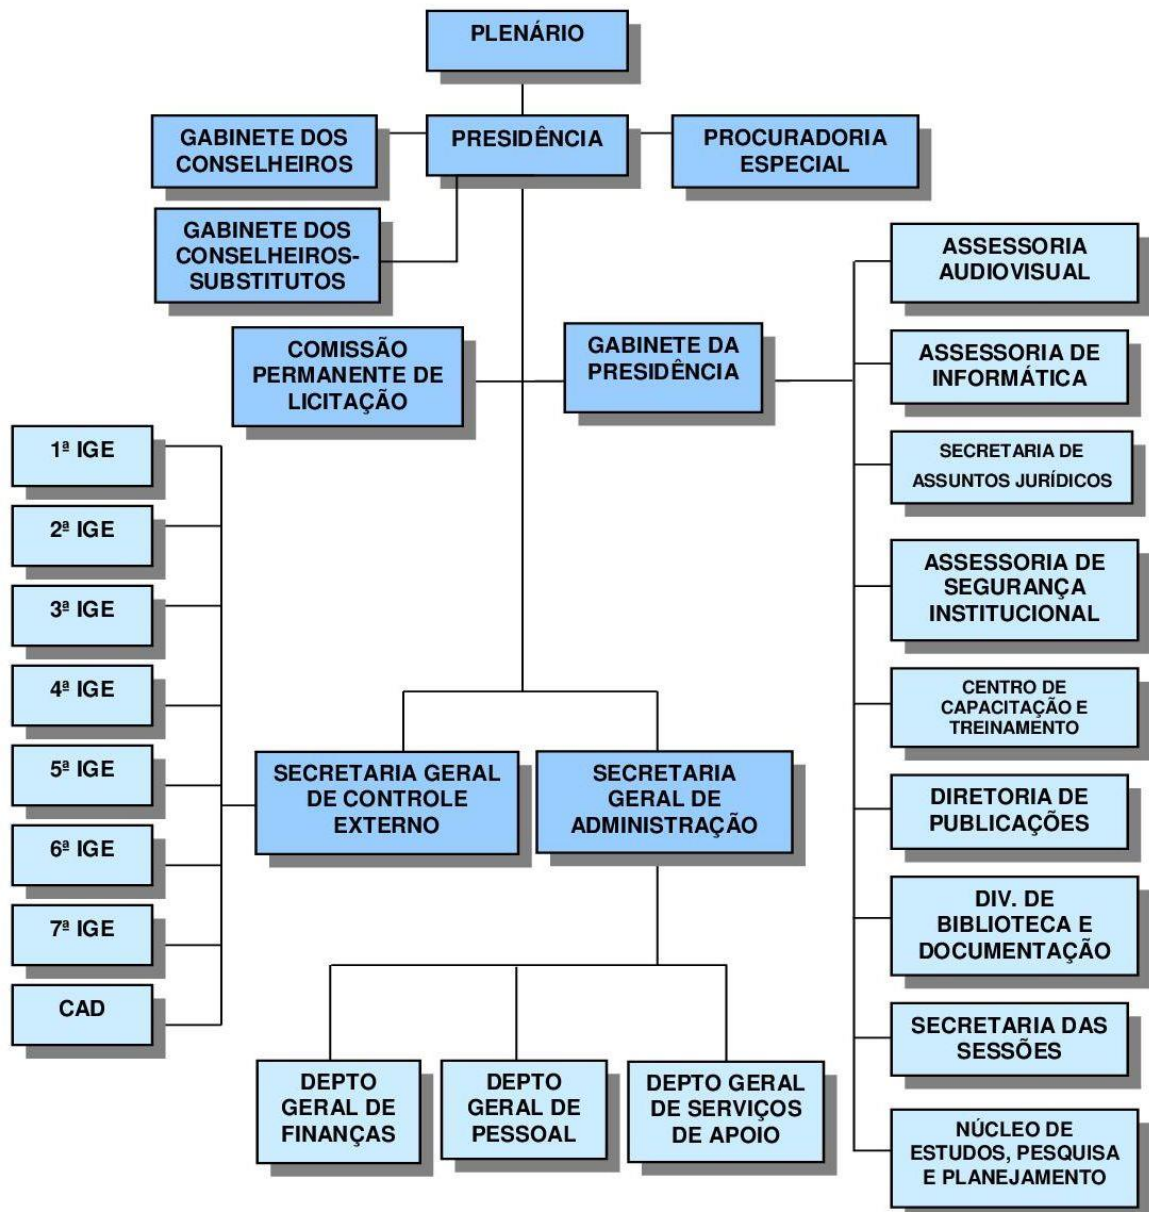 PLENÁRIO
GABINETE DOS
CONSELHEIROS
PRESIDÊNCIA
PROCURADORIA
ESPECIAL
GABINETE DOS
CONSELHEIROS-
SUBSTITUTOS
COMISSÃO
PERMANENTE DE
LICITAÇÃO
GABINETE DA
PRESIDÊNCIA
ASSESSORIA
AUDIOVISUAL
ASSESSORIA DE
INFORMÁTICA
SECRETARIA DE
ASSUNTOS JURÍDICOS
ASSESSORIA DE
SEGURANÇA
INSTITUCIONAL
CENTRO DE
CAPACITAÇÃO E
TREINAMENTO
DIRETORIA DE
PUBLICAÇÕES
DIV. DE
BIBLIOTECA E
DOCUMENTAÇÃO
SECRETARIA DAS
SESSÕES
NÚCLEO DE
ESTUDOS, PESQUISA
E PLANEJAMENTO
1ª IGE
2ª IGE
3ª IGE
4ª IGE
5ª IGE
6ª IGE
7ª IGE
CAD
SECRETARIA GERAL
DE CONTROLE
EXTERNO
SECRETARIA
GERAL DE
ADMINISTRAÇÃO
DEPTO
GERAL DE
FINANÇAS
DEPTO
GERAL DE
PESSOAL
DEPTO GERAL
DE SERVIÇOS
DE APOIO